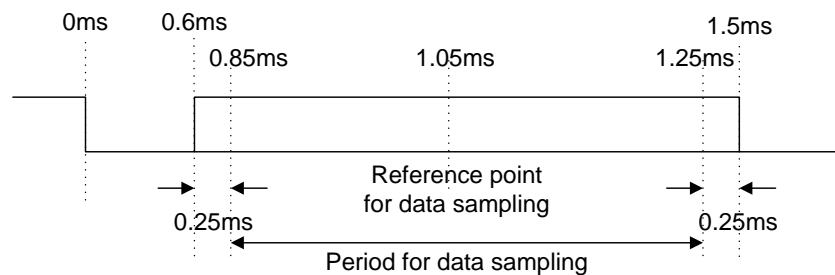 0ms
0.6ms
1.5ms
0.85ms
1.05ms
1.25ms
Reference point
for data sampling
0.25ms
0.25ms
Period for data sampling